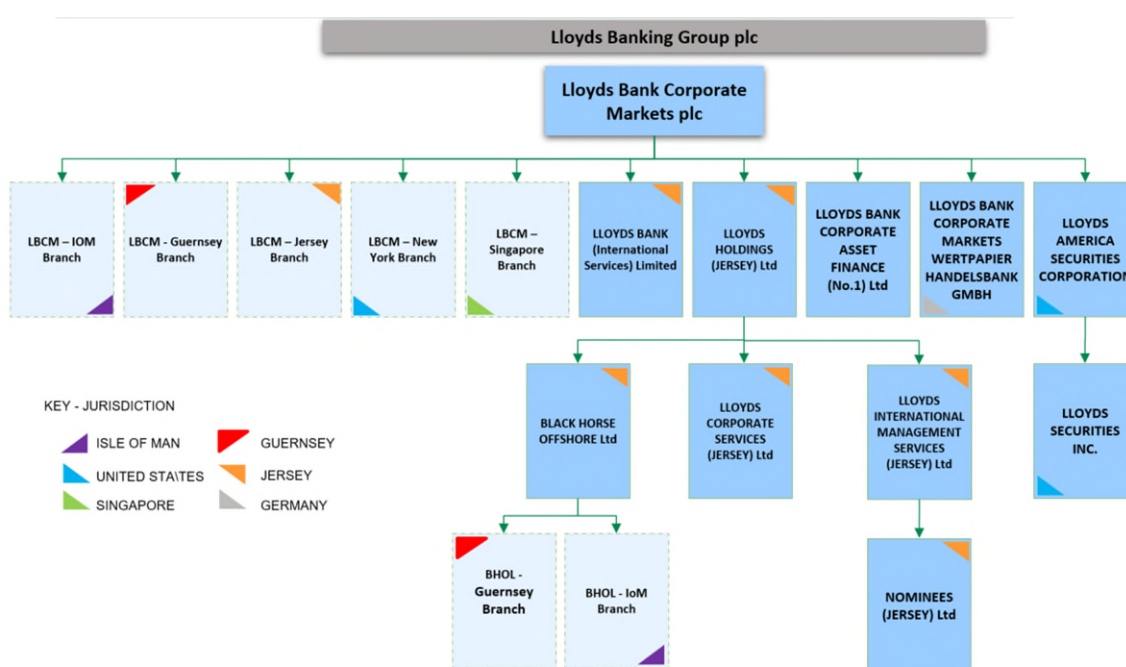 Lloyds Banking Group plc
Lloyds Bank Corporate
Markets plc
LBCM – IOM
Branch
LBCM - Guernsey
Branch
LBCM – Jersey
Branch
LBCM – New
York Branch
LBCM –
Singapore
Branch
LLOYDS BANK
(International
Services) Limited
LLOYDS
HOLDINGS
(JERSEY) Ltd
LLOYDS BANK
CORPORATE
ASSET
FINANCE
(No.1) Ltd
LLOYDS BANK
CORPORATE
MARKETS
WERTPAPIER
HANDELSBANK
GMBH
LLOYDS
AMERICA
SECURITIES
CORPORATION
BLACK HORSE
OFFSHORE Ltd
LLOYDS
CORPORATE
SERVICES
(JERSEY) Ltd
LLOYDS
INTERNATIONAL
MANAGEMENT
SERVICES
(JERSEY) Ltd
LLOYDS
SECURITIES
INC.
KEY - JURISDICTION
ISLE OF MAN
GUERNSEY
UNITED STA\TES
JERSEY
SINGAPORE
GERMANY
BHOL -
Guernsey
Branch
BHOL - IoM
Branch
NOMINEES
(JERSEY) Ltd